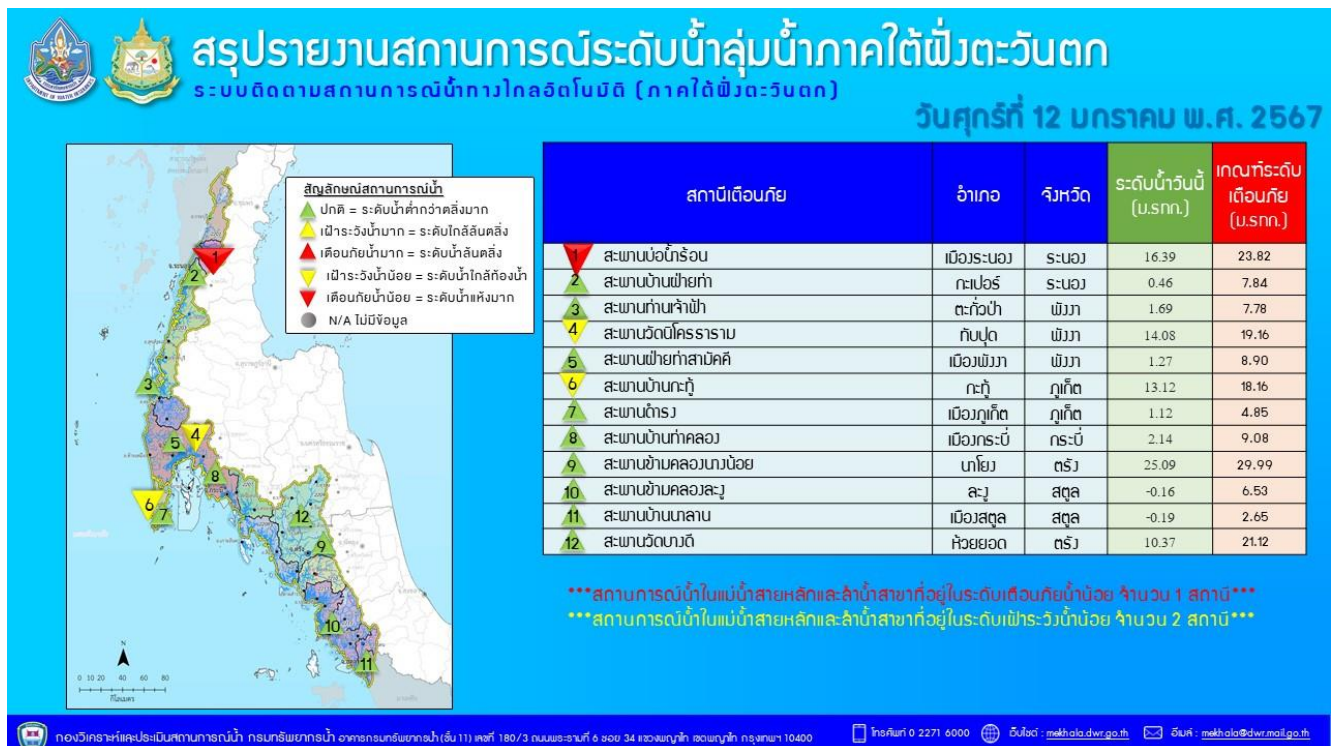 สรุปรายงานสถานการณ์ระดับน้ำลุ่มน้ำภาคใต้ฝั่งตะวันตก
ระบบติดตามสถานการณ์น้ำทางไกลอัตโนมัติ (ภาคใต้ฝั่งตะวันตก)
วันศุกร์ที่ 12 มกราคม พ.ศ. 2567
สัญลักษณ์สถานการณ์น้ำ
ปกติ = ระดับน้ำต่ำกว่าตลิ่งมาก
เฝ้าระวังน้ำมาก = ระดับใกล้ล้นตลิ่ง
เตือนภัยน้ำมาก = ระดับน้ำล้นตลิ่ง
เฝ้าระวังน้ำน้อย = ระดับน้ำใกล้ท้องน้ำ
เตือนภัยน้ำน้อย = ระดับน้ำแห้งมาก
N/A ไม่มีข้อมูล
1
2
3
4
5
6
7
8
12
9
10
11
N
0 10 20 40 60 80
กิโลเมตร
สถานีเตือนภัย อำเภอ จังหวัด ระดับน้ำวันนี้ (ม.รทก.) เกณฑ์ระดับเตือนภัย (ม.รทก.)
1 สะพานบ่อน้ำร้อน เมืองระนอง ระนอง 16.39 23.82
2 สะพานบ้านฝ่ายท่า กะเปอร์ ระนอง 0.46 7.84
3 สะพานท่านเจ้าฟ้า ตะกั่วป่า พังงา 1.69 7.78
4 สะพานวัดนิโครธาราม ทับปุด พังงา 14.08 19.16
5 สะพานฝ่ายท่าสามัคคี เมืองพังงา พังงา 1.27 8.90
6 สะพานบ้านกะทู้ กะทู้ ภูเก็ต 13.12 18.16
7 สะพานดำรง เมืองภูเก็ต ภูเก็ต 1.12 4.85
8 สะพานบ้านท่าคลอง เมืองกระบี่ กระบี่ 2.14 9.08
9 สะพานข้ามคลองนางน้อย นาโยง ตรัง 25.09 29.99
10 สะพานข้ามคลองละงู ละงู สตูล -0.16 6.53
11 สะพานบ้านนาลาน เมืองสตูล สตูล -0.19 2.65
12 สะพานวัดบางดี ห้วยยอด ตรัง 10.37 21.12
***สถานการณ์น้ำในแม่น้ำสายหลักและลำน้ำสาขาที่อยู่ในระดับเตือนภัยน้ำน้อย จำนวน 1 สถานี***
***สถานการณ์น้ำในแม่น้ำสายหลักและลำน้ำสาขาที่อยู่ในระดับเฝ้าระวังน้ำน้อย จำนวน 2 สถานี***
กองวิเคราะห์และประเมินสถานการณ์น้ำ กรมทรัพยากรน้ำ อาคารกรมทรัพยากรน้ำ (ชั้น 11) เลขที่ 180/3 ถนนพระรามที่ 6 ซอย 34 แขวงพญาไท เขตพญาไท กรุงเทพฯ 10400 โทรศัพท์ 0 2271 6000 เว็บไซต์ : mekhala.dwr.go.th อีเมล์ : mekhala@dwr.mail.go.th